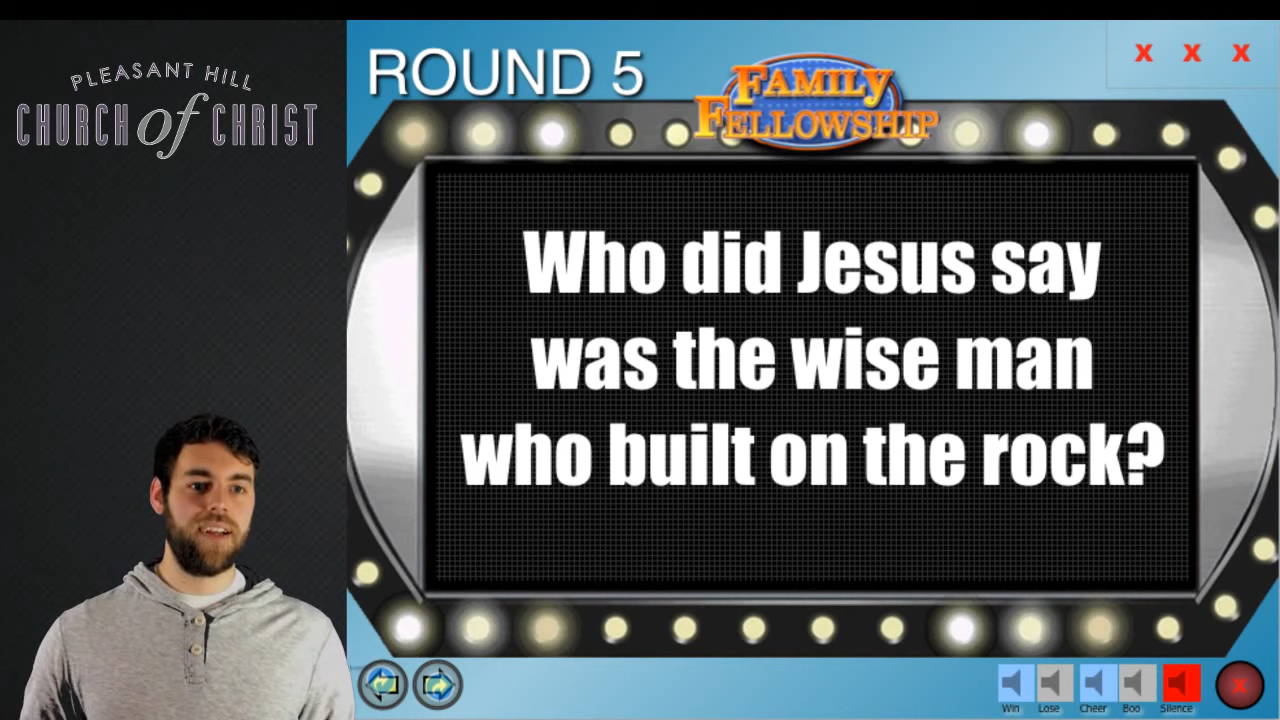 PLEASANT HILL
CHURCH of CHRIST
ROUND 5
X X X
FAMILY
FELLOWSHIP
Who did Jesus say
was the wise man
who built on the rock?
Win Lose Cheer Boo Silence
X